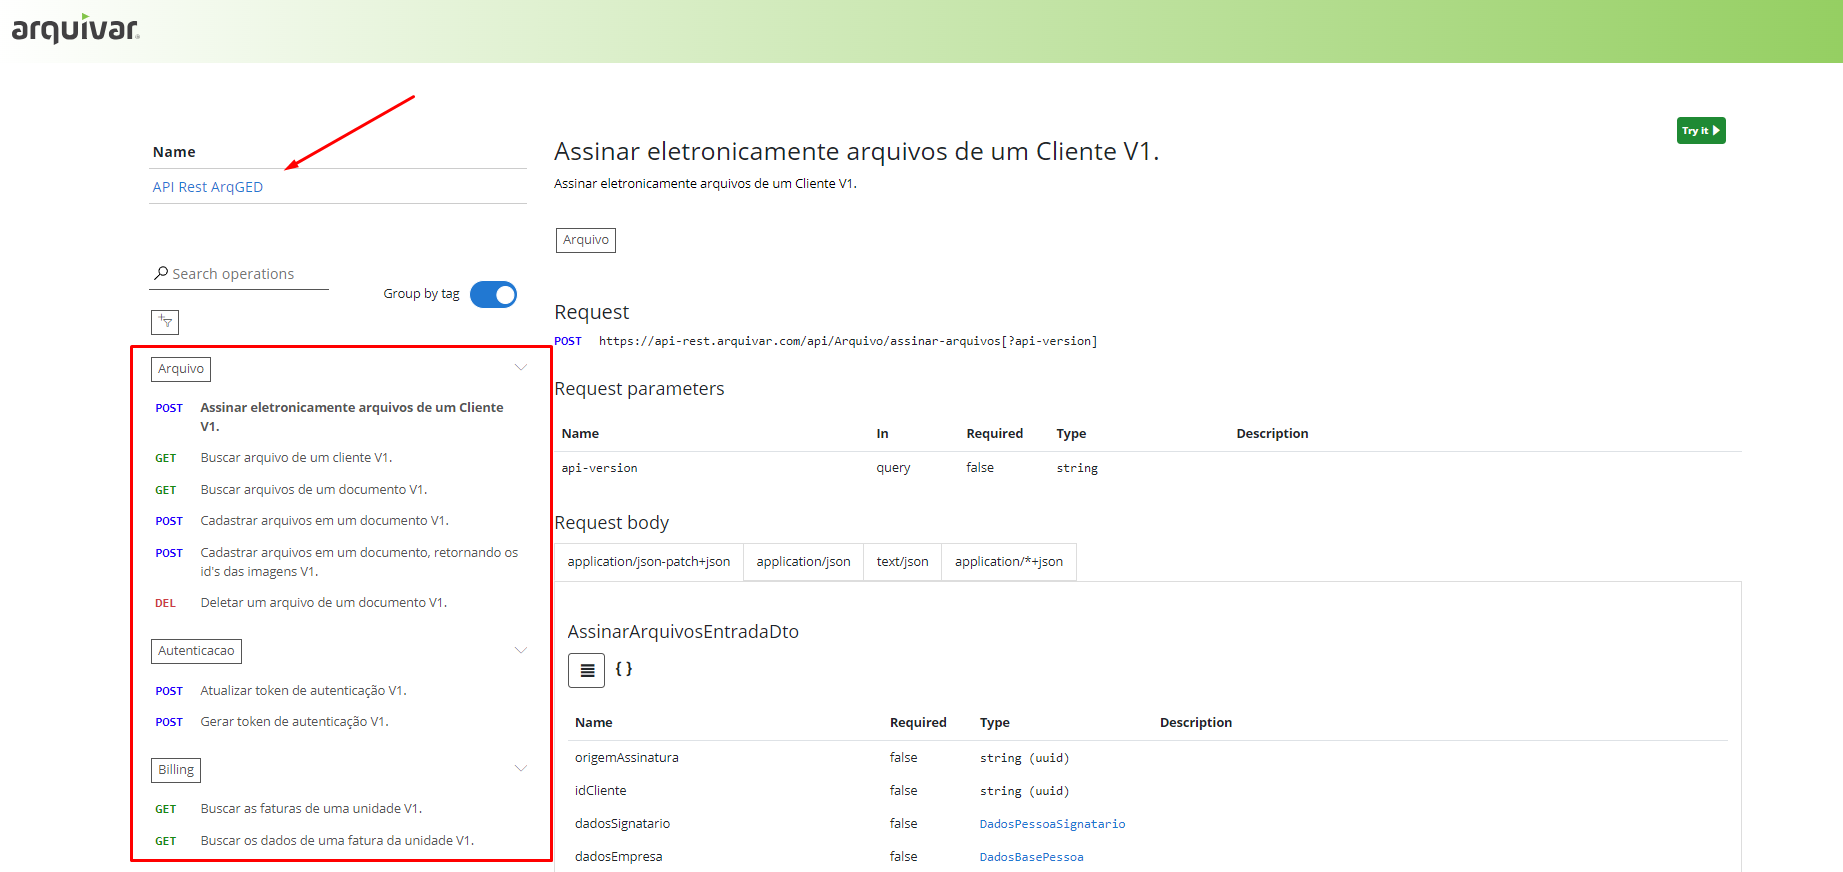 arquivar
Name
API Rest ArqGED
Search operations
Group by tag
Arquivo
POST Assinar eletronicamente arquivos de um Cliente
V1.
GET Buscar arquivo de um cliente V1.
GET Buscar arquivos de um documento V1.
POST Cadastrar arquivos em um documento V1.
POST Cadastrar arquivos em um documento, retornando os
id's das imagens V1.
DEL Deletar um arquivo de um documento V1.
Autenticacao
POST Atualizar token de autenticação V1.
POST Gerar token de autenticação V1.
Billing
GET Buscar as faturas de uma unidade V1.
GET Buscar os dados de uma fatura da unidade V1.
Try it
Assinar eletronicamente arquivos de um Cliente V1.
Assinar eletronicamente arquivos de um Cliente V1.
Arquivo
Request
POST https://api-rest.arquivar.com/api/Arquivo/assinar-arquivos[?api-version]
Request parameters
Name In Required Type Description
api-version query false string
Request body
application/json-patch+json application/json text/json application/*+json
AssinarArquivosEntradaDto
{ }
Name Required Type Description
origemAssinatura false string (uuid)
idCliente false string (uuid)
dadosSignatario false DadosPessoaSignatario
dadosEmpresa false DadosBasePessoa